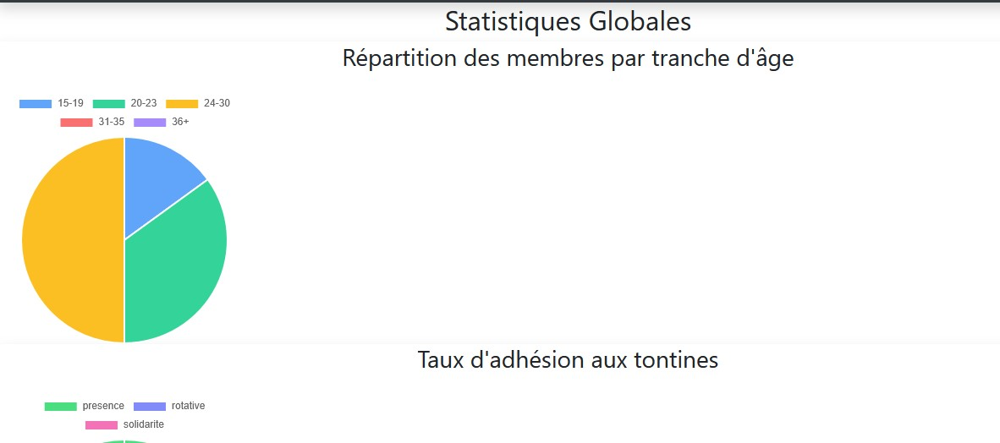 Statistiques Globales
Répartition des membres par tranche d'âge
15-19 20-23 24-30
31-35 36+
Taux d'adhésion aux tontines
presence rotative
solidarite